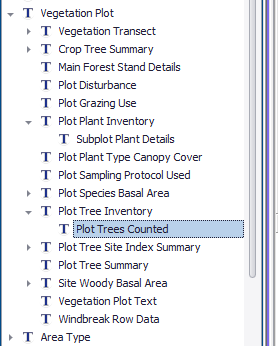 Vegetation Plot
Vegetation Transect
Crop Tree Summary
Main Forest Stand Details
Plot Disturbance
Plot Grazing Use
Plot Plant Inventory
Subplot Plant Details
Plot Plant Type Canopy Cover
Plot Sampling Protocol Used
Plot Species Basal Area
Plot Tree Inventory
Plot Trees Counted
Plot Tree Site Index Summary
Plot Tree Summary
Site Woody Basal Area
Vegetation Plot Text
Windbreak Row Data
Area Type